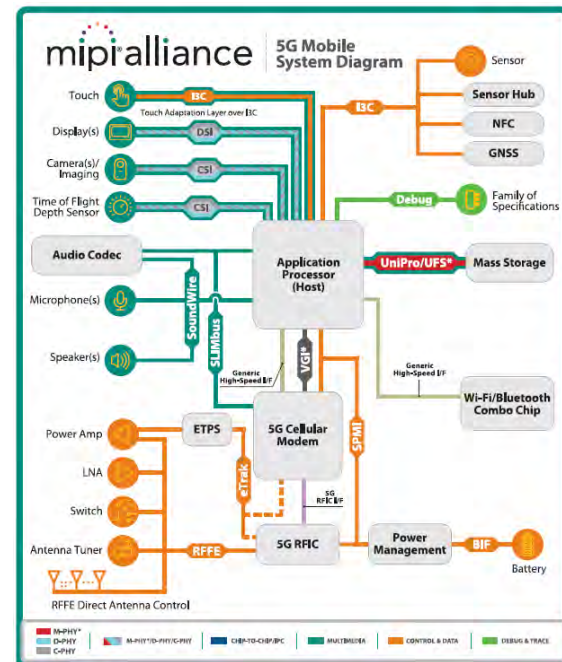 mipi® alliance
5G Mobile
System Diagram
Touch
I3C
Touch Adaptation Layer over I3C
Display(s)
DSI
Camera(s)/
Imaging
CSI
Time of Flight
Depth Sensor
CSI
I3C
Sensor
Sensor Hub
NFC
GNSS
Debug
Family of
Specifications
Audio Codec
Application
Processor
(Host)
UniPro/UFS*
Mass Storage
Microphone(s)
SoundWire
SLIMbus
Speaker(s)
Generic
High-Speed I/F
VGI*
Generic
High-Speed I/F
Wi-Fi/Bluetooth
Combo Chip
SPMI
Power Amp
ETPS
5G Cellular
Modem
LNA
eTrak
5G
RFIC I/F
Switch
Antenna Tuner
RFFE
5G RFIC
Power
Management
BIF
Battery
RFFE Direct Antenna Control
M-PHY*
D-PHY
C-PHY
M-PHY*/D-PHY/C-PHY
CHIP-TO-CHIP/IPC
MULTIMEDIA
CONTROL & DATA
DEBUG & TRACE